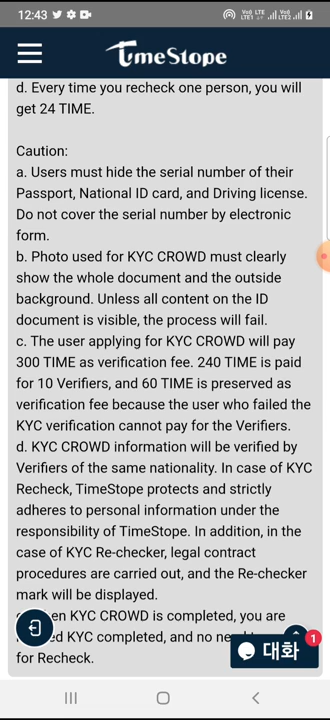 12:43
Vo)) LTE LTE1 Vo)) LTE2
TimeStope
d. Every time you recheck one person, you will
get 24 TIME.
Caution:
a. Users must hide the serial number of their
Passport, National ID card, and Driving license.
Do not cover the serial number by electronic
form.
b. Photo used for KYC CROWD must clearly
show the whole document and the outside
background. Unless all content on the ID
document is visible, the process will fail.
c. The user applying for KYC CROWD will pay
300 TIME as verification fee. 240 TIME is paid
for 10 Verifiers, and 60 TIME is preserved as
verification fee because the user who failed the
KYC verification cannot pay for the Verifiers.
d. KYC CROWD information will be verified by
Verifiers of the same nationality. In case of KYC
Recheck, TimeStope protects and strictly
adheres to personal information under the
responsibility of TimeStope. In addition, in the
case of KYC Re-checker, legal contract
procedures are carried out, and the Re-checker
mark will be displayed.
KYC CROWD is completed, you are
KYC completed, and no
for Recheck.
대화
1